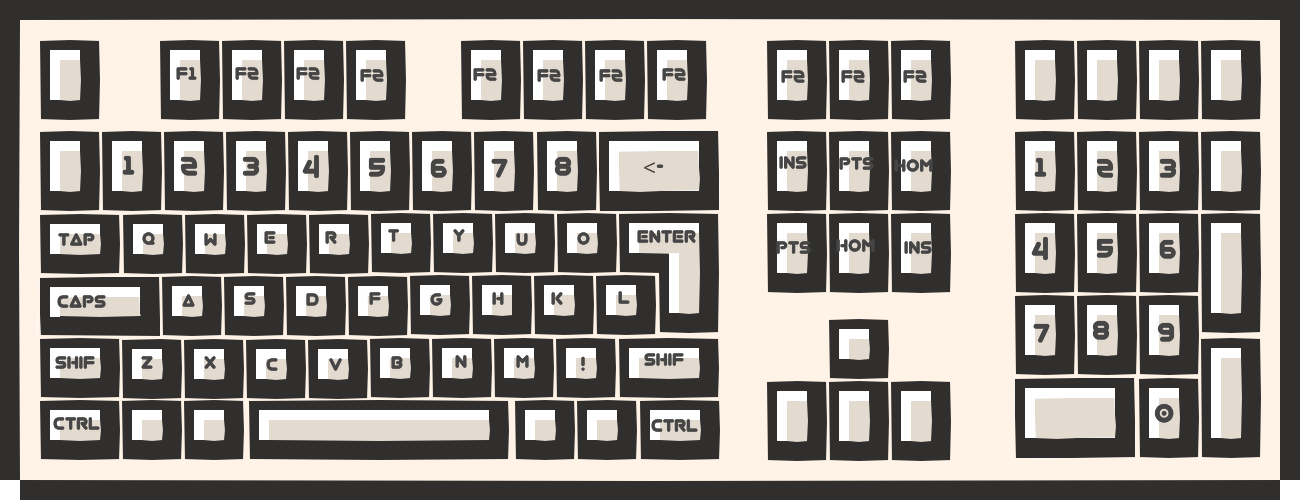 F1 F2 F2 F2 F2 F2 F2 F2 F2 F2 F2
1 2 3 4 5 6 7 8 <- INS PTS HOM 1 2 3
TAP Q W E R T Y U O ENTER PTS HOM INS 4 5 6
CAPS A S D F G H K L
7 8 9
SHIF Z X C V B N M ! SHIF
CTRL CTRL 0